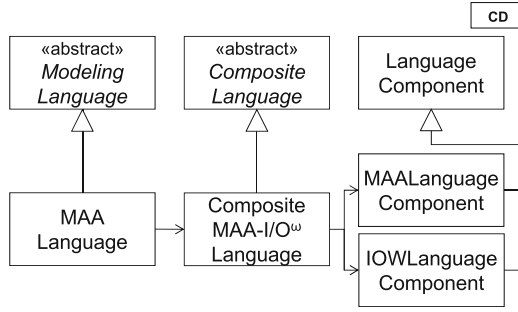 CD
«abstract»
Modeling
Language
«abstract»
Composite
Language
Language
Component
MAA
Language
Composite
MAA-I/Oω
Language
MAALanguage
Component
IOWLanguage
Component